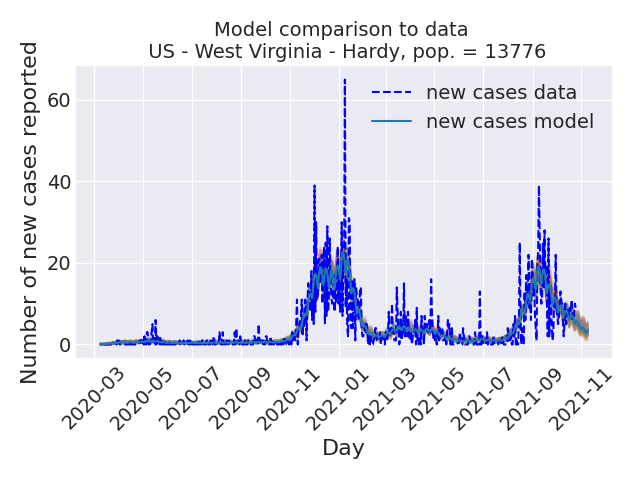 Model comparison to data
US - West Virginia - Hardy, pop. = 13776
Number of new cases reported
60
40
20
0
new cases data
new cases model
2020-03
2020-05
2020-07
2020-09
2020-11
2021-01
2021-03
2021-05
2021-07
2021-09
2021-11
Day